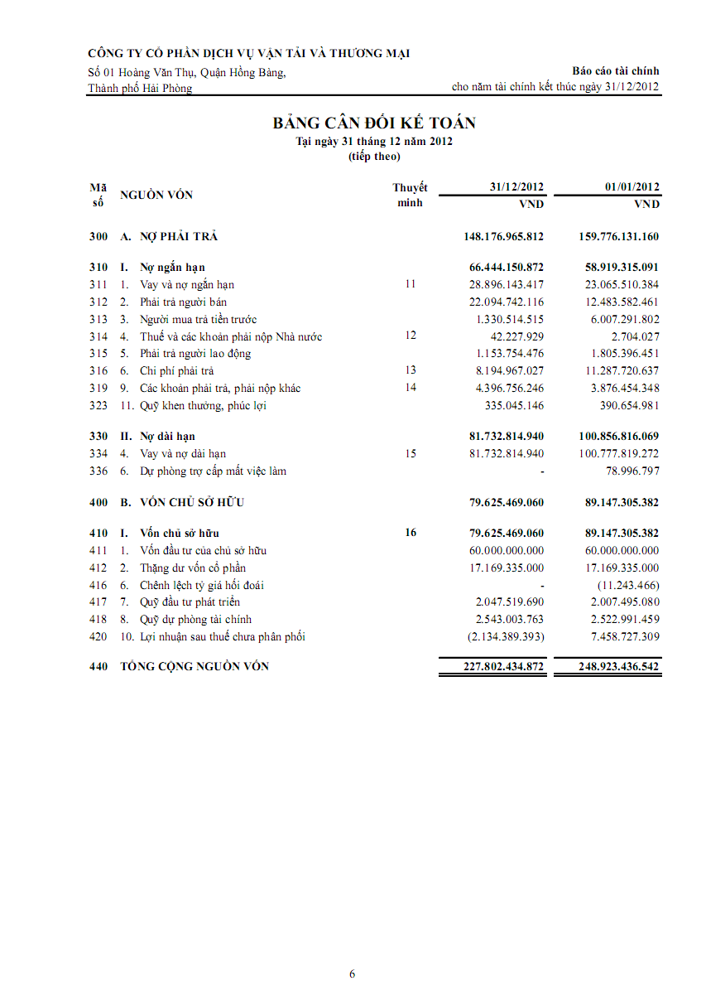 CÔNG TY CỔ PHẦN DỊCH VỤ VẬN TẢI VÀ THƯƠNG MẠI
Số 01 Hoàng Văn Thụ, Quận Hồng Bàng, Báo cáo tài chính
Thành phố Hải Phòng cho năm tài chính kết thúc ngày 31/12/2012
BẢNG CÂN ĐỐI KẾ TOÁN
Tại ngày 31 tháng 12 năm 2012
(tiếp theo)
Mã số NGUỒN VỐN Thuyết minh 31/12/2012 01/01/2012
VND VND
300 A. NỢ PHẢI TRẢ 148.176.965.812 159.776.131.160
310 I. Nợ ngắn hạn 66.444.150.872 58.919.315.091
311 1. Vay và nợ ngắn hạn 11 28.896.143.417 23.065.510.384
312 2. Phải trả người bán 22.094.742.116 12.483.582.461
313 3. Người mua trả tiền trước 1.330.514.515 6.007.291.802
314 4. Thuế và các khoản phải nộp Nhà nước 12 42.227.929 2.704.027
315 5. Phải trả người lao động 1.153.754.476 1.805.396.451
316 6. Chi phí phải trả 13 8.194.967.027 11.287.720.637
319 9. Các khoản phải trả, phải nộp khác 14 4.396.756.246 3.876.454.348
323 11. Quỹ khen thưởng, phúc lợi 335.045.146 390.654.981
330 II. Nợ dài hạn 81.732.814.940 100.856.816.069
334 4. Vay và nợ dài hạn 15 81.732.814.940 100.777.819.272
336 6. Dự phòng trợ cấp mất việc làm - 78.996.797
400 B. VỐN CHỦ SỞ HỮU 79.625.469.060 89.147.305.382
410 I. Vốn chủ sở hữu 16 79.625.469.060 89.147.305.382
411 1. Vốn đầu tư của chủ sở hữu 60.000.000.000 60.000.000.000
412 2. Thặng dư vốn cổ phần 17.169.335.000 17.169.335.000
416 6. Chênh lệch tỷ giá hối đoái - (11.243.466)
417 7. Quỹ đầu tư phát triển 2.047.519.690 2.007.495.080
418 8. Quỹ dự phòng tài chính 2.543.003.763 2.522.991.459
420 10. Lợi nhuận sau thuế chưa phân phối (2.134.389.393) 7.458.727.309
440 TỔNG CỘNG NGUỒN VỐN 227.802.434.872 248.923.436.542
6